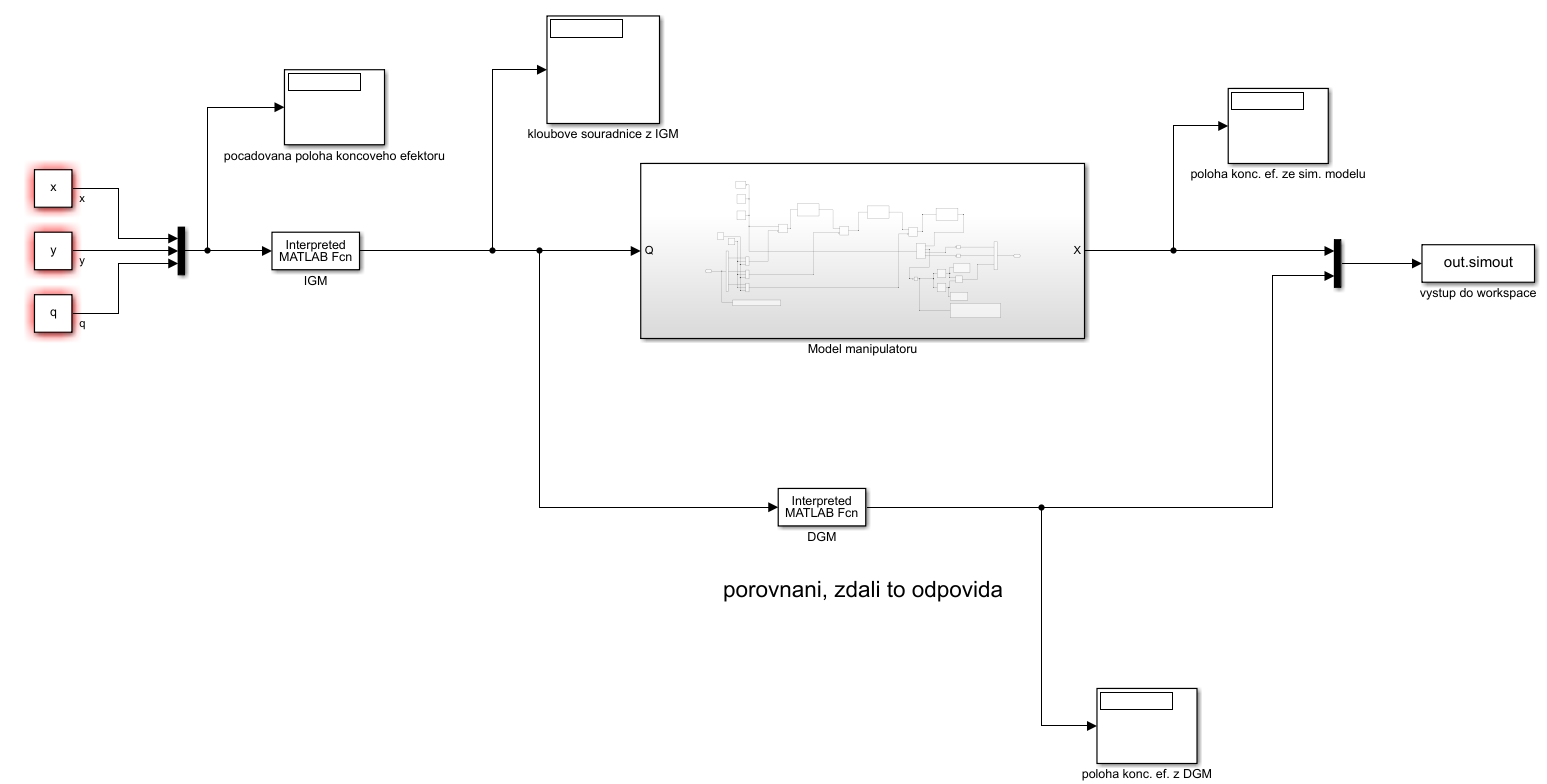 kloubove souradnice z IGM
pocadovana poloha koncoveho efektoru
poloha konc. ef. ze sim. modelu
x
x
y
y
q
q
Interpreted
MATLAB Fcn
IGM
Q
X
Model manipulatoru
out.simout
vystup do workspace
Interpreted
MATLAB Fcn
DGM
porovnani, zdali to odpovida
poloha konc. ef. z DGM